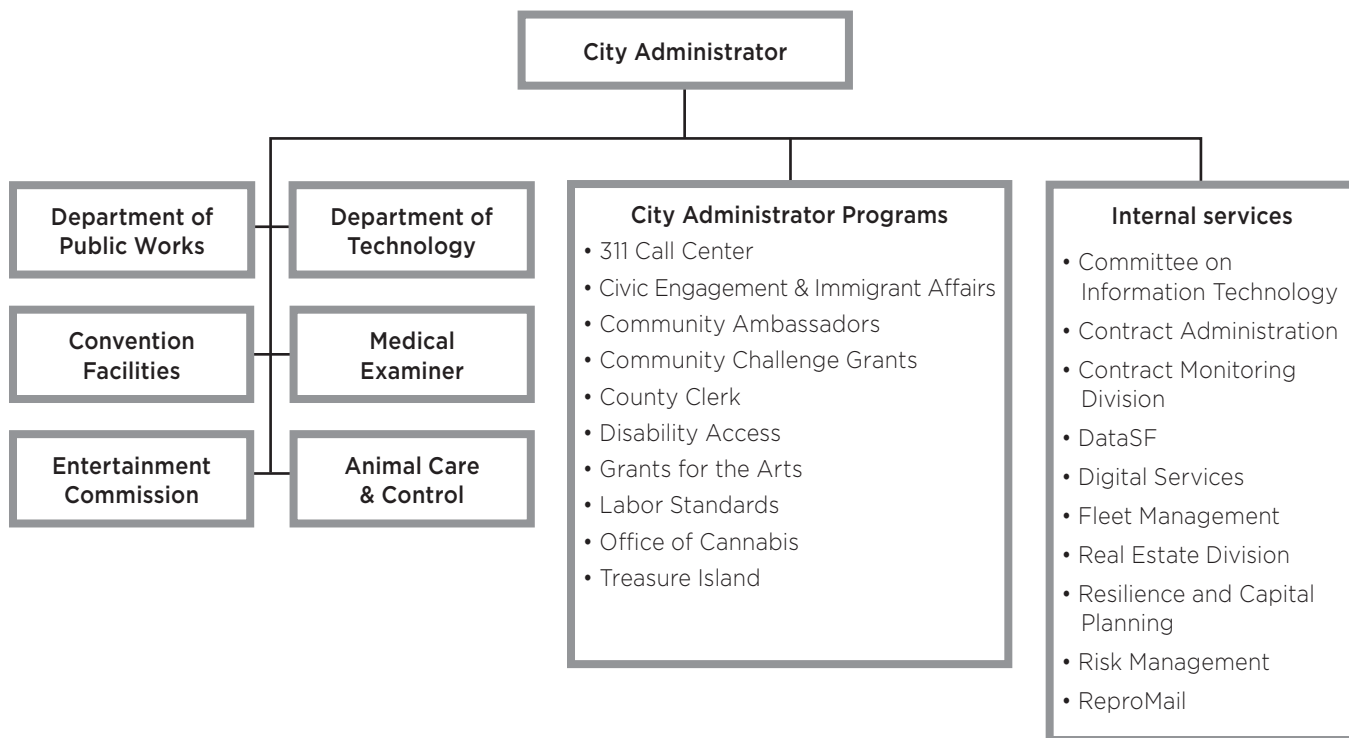 City Administrator
Department of
Public Works
Department of
Technology
Convention
Facilities
Medical
Examiner
Entertainment
Commission
Animal Care
& Control
City Administrator Programs
• 311 Call Center
• Civic Engagement & Immigrant Affairs
• Community Ambassadors
• Community Challenge Grants
• County Clerk
• Disability Access
• Grants for the Arts
• Labor Standards
• Office of Cannabis
• Treasure Island
Internal services
• Committee on
Information Technology
• Contract Administration
• Contract Monitoring
Division
• DataSF
• Digital Services
• Fleet Management
• Real Estate Division
• Resilience and Capital
Planning
• Risk Management
• ReproMail